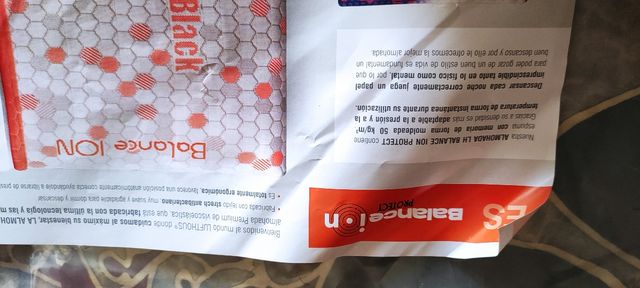 ES
Balance ion
PROTECT
Nuestra ALMOHADA LH BALANCE ION PROTECT contiene
espuma con memoria de forma moldeada 50 kg/m³
Gracias a su densidad es más adaptable a la presión y a la
temperatura de forma instantánea durante su utilización.
Descansar cada noche correctamente juega un papel
imprescindible tanto en lo físico como mental, por lo que
para poder gozar de un buen estilo de vida es fundamental un
buen descanso y por ello le ofrecemos la mejor almohada.
Bienvenidos al mundo LUFTHOUS donde cuidamos al máximo su bienestar. LA ALMOH
almohada Premium de viscoelástica que está fabricada con la última tecnología y las
• Fabricada con tejido stretch antibacteriano, muy suave y agradable para dormir y descansar
• Es totalmente ergonómica, favorece una posición anatómicamente correcta ayudándole a liberarse de pres
Balance ION
Black